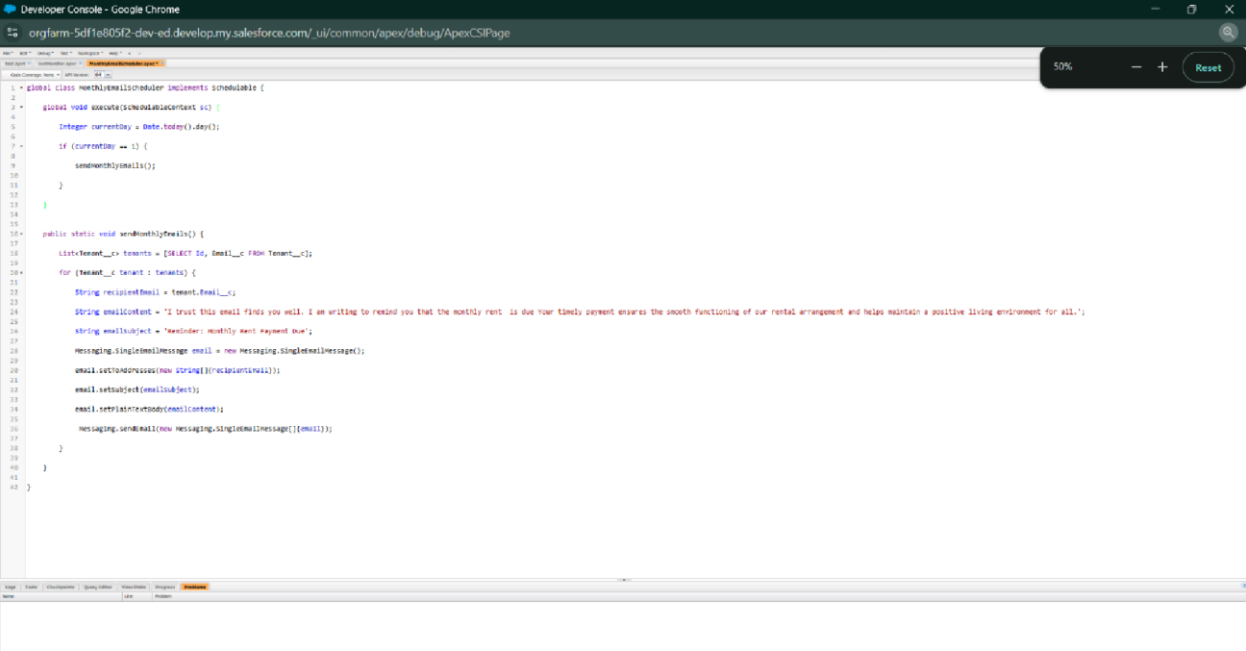 Developer Console - Google Chrome
orgfarm-5df1e805f2-dev-ed.develop.my.salesforce.com/_ui/common/apex/debug/ApexCSIPage
50%
Reset
File Edit Debug Test Workspace Help < >
MonthlyEmailScheduler.apxc
Code Coverage: None API Version: 64
1 global class MonthlyEmailScheduler implements Schedulable {
2
3 global void execute(SchedulableContext sc) {
4
5 Integer currentDay = Date.today().day();
6
7 if (currentDay == 1) {
8
9 sendMonthlyEmails();
10
11 }
12
13 }
14
15
16 public static void sendMonthlyEmails() {
17
18 List<Tenant__c> tenants = [SELECT Id, Email__c FROM Tenant__c];
19
20 for (Tenant__c tenant : tenants) {
21
22 String recipientEmail = tenant.Email__c;
23
24 String emailContent = 'I trust this email finds you well. I am writing to remind you that the monthly rent  is due Your timely payment ensures the smooth functioning of our rental arrangement and helps maintain a positive living environment for all.';
25
26 String emailSubject = 'Reminder: Monthly Rent Payment Due';
27
28 Messaging.SingleEmailMessage email = new Messaging.SingleEmailMessage();
29
30 email.setToAddresses(new String[]{recipientEmail});
31
32 email.setSubject(emailSubject);
33
34 email.setPlainTextBody(emailContent);
35
36 Messaging.sendEmail(new Messaging.SingleEmailMessage[]{email});
37
38 }
39
40 }
41
42 }
Logs Tests Checkpoints Query Editor View State Progress Problems
Name Line Problem